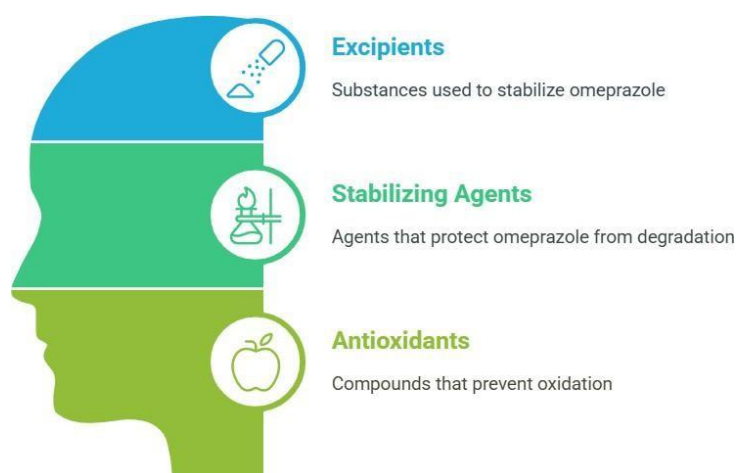 Excipients
Substances used to stabilize omeprazole
Stabilizing Agents
Agents that protect omeprazole from degradation
Antioxidants
Compounds that prevent oxidation